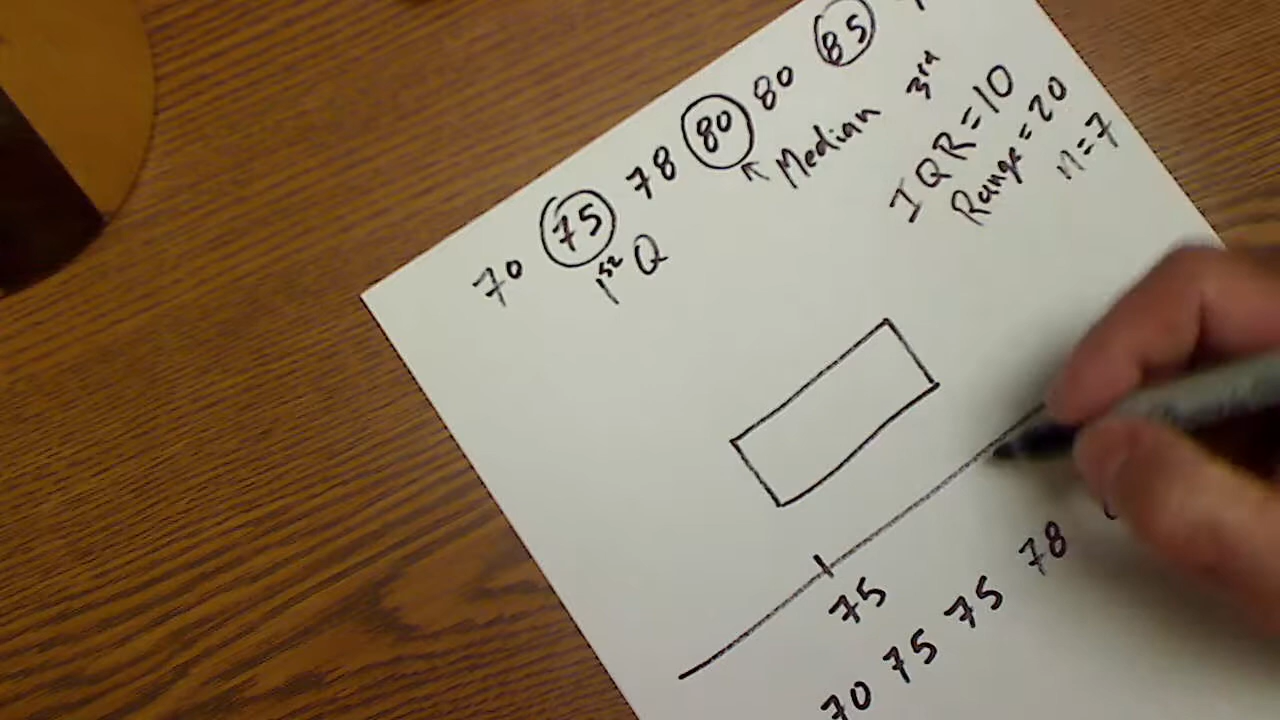 70 75 78 80 80 85
1st Q
Median
3rd
IQR=10
Range=20
n=7
75
70 75 75 78